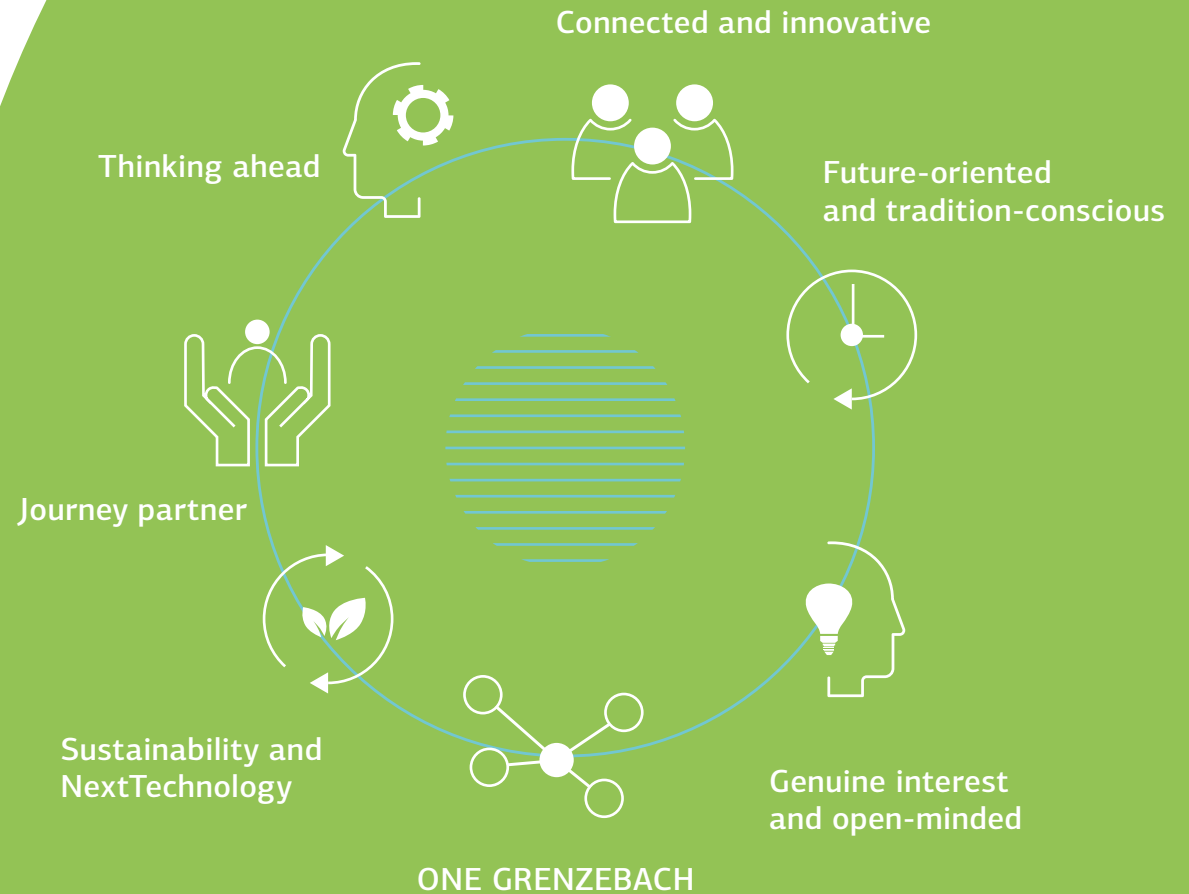 Connected and innovative
Thinking ahead
Future-oriented
and tradition-conscious
Journey partner
Sustainability and
NextTechnology
Genuine interest
and open-minded
ONE GRENZEBACH